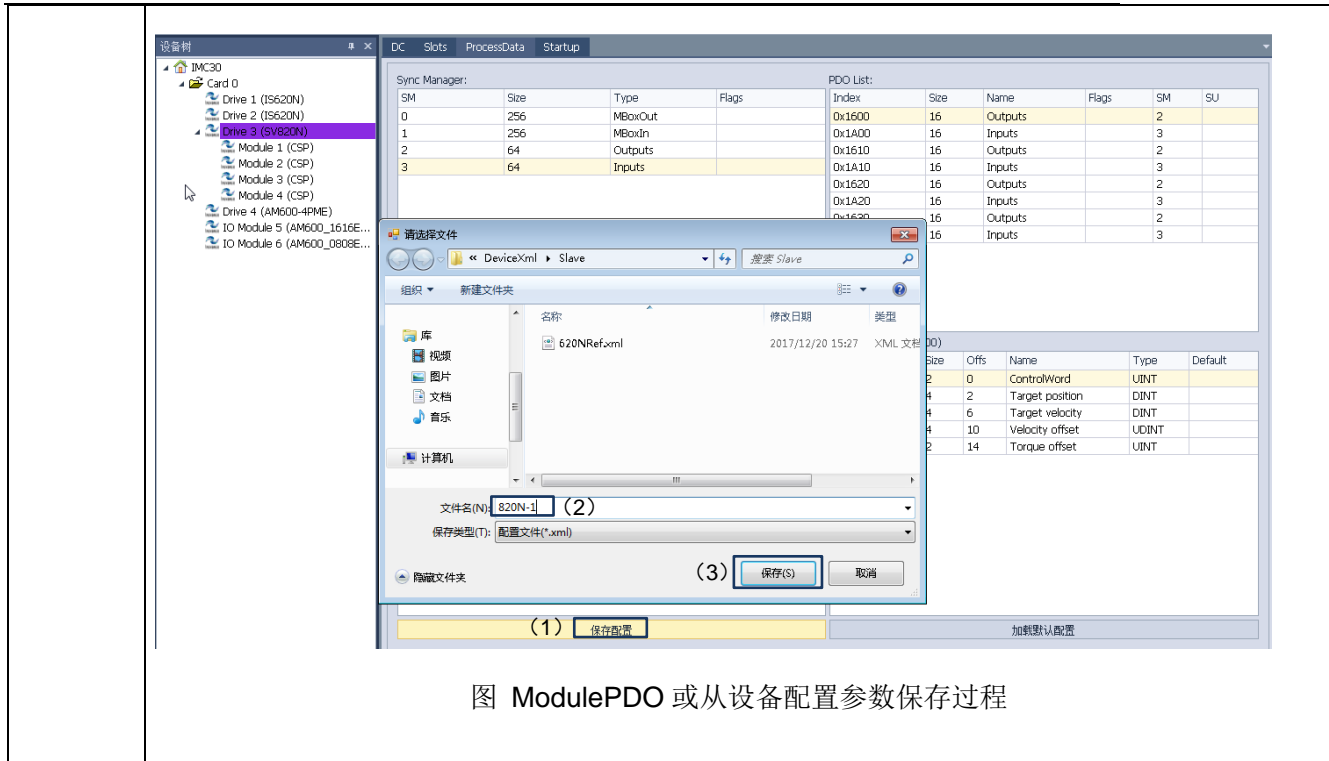 设备树
DC Slots ProcessData Startup
IMC30
Card 0
Drive 1 (IS620N)
Drive 2 (IS620N)
Drive 3 (SV820N)
Module 1 (CSP)
Module 2 (CSP)
Module 3 (CSP)
Module 4 (CSP)
Drive 4 (AM600-4PME)
IO Module 5 (AM600_1616E...
IO Module 6 (AM600_0808E...
Sync Manager:
SM Size Type Flags
0 256 MBoxOut
1 256 MBoxIn
2 64 Outputs
3 64 Inputs
PDO List:
Index Size Name Flags SM SU
0x1600 16 Outputs 2
0x1A00 16 Inputs 3
0x1610 16 Outputs 2
0x1A10 16 Inputs 3
0x1620 16 Outputs 2
0x1A20 16 Inputs 3
0x1630 16 Outputs 2
16 Inputs 3
请选择文件
« DeviceXml Slave
搜索 Slave
组织 新建文件夹
名称 修改日期 类型
库
视频
图片
文档
音乐
计算机
620NRef.xml 2017/12/20 15:27 XML 文档
文件名(N): 820N-1 （2）
保存类型(T): 配置文件(*.xml)
隐藏文件夹
（3） 保存(S) 取消
00)
Size Offs Name Type Default
2 0 ControlWord UINT
4 2 Target position DINT
4 6 Target velocity DINT
4 10 Velocity offset UDINT
2 14 Torque offset UINT
（1） 保存配置
加载默认配置
图 ModulePDO 或从设备配置参数保存过程